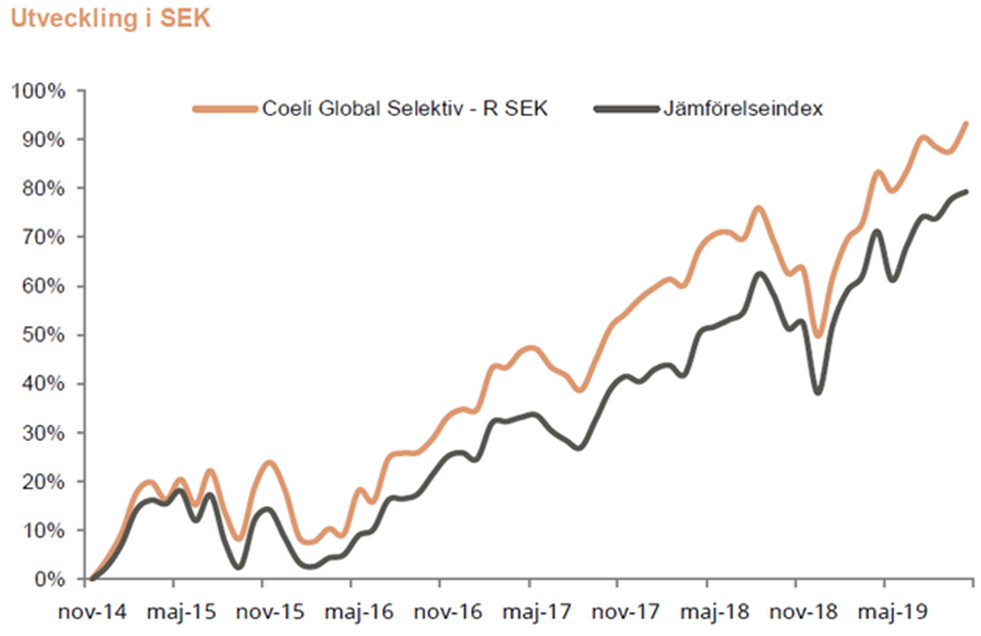 Utveckling i SEK
100%
Coeli Global Selektiv - R SEK
Jämförelseindex
90%
80%
70%
60%
50%
40%
30%
20%
10%
0%
nov-14 maj-15 nov-15 maj-16 nov-16 maj-17 nov-17 maj-18 nov-18 maj-19